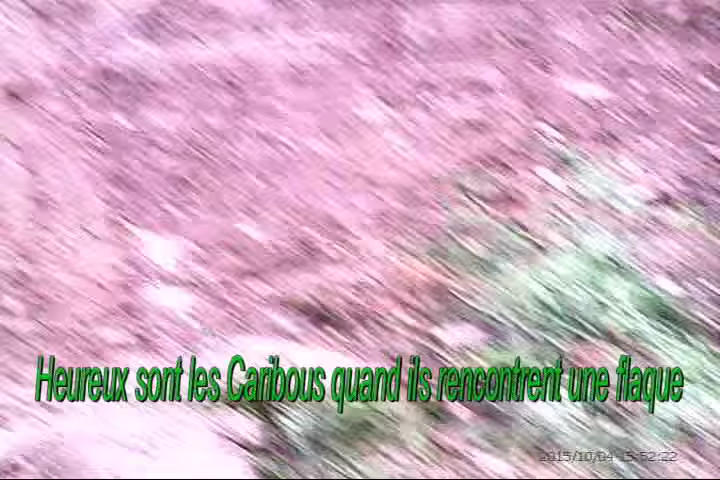 Heureux sont les Caribous quand ils rencontrent une flaque
2015/10/04 15:52:22